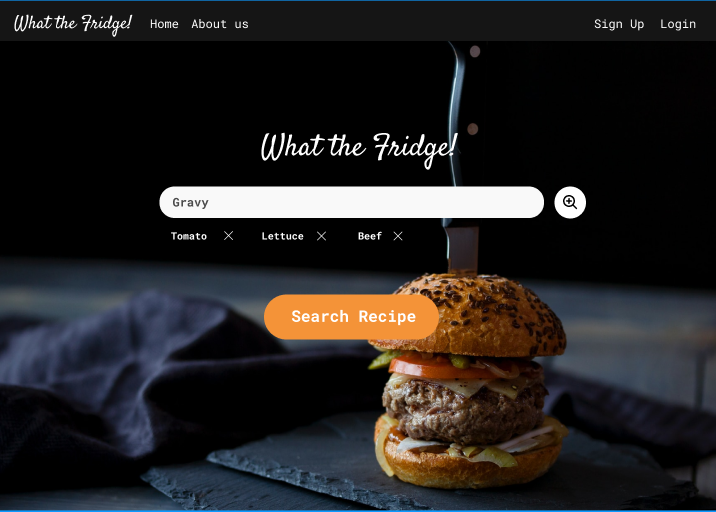 What the Fridge! Home About us Sign Up Login
What the Fridge!
Gravy
Tomato Lettuce Beef
Search Recipe